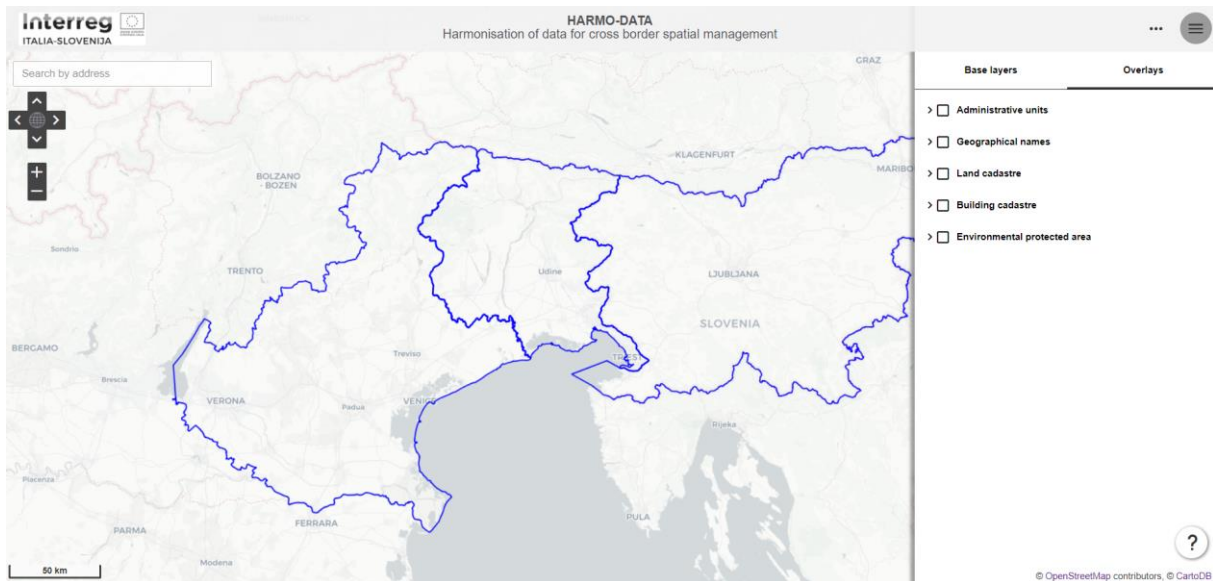 Interreg
ITALIA-SLOVENIJA
HARMO-DATA
Harmonisation of data for cross border spatial management
Search by address
GRAZ
KLAGENFURT
MARIBO
BOLZANO
- BOZEN
Sondrio
TRENTO
Udine
LJUBLJANA
SLOVENIA
BERGAMO
Brescia
Treviso
TRIEST
VERONA
Padua
VENICE
Rijeka
Piacenza
PARMA
FERRARA
PULA
Modena
50 km
Base layers
Overlays
Administrative units
Geographical names
Land cadastre
Building cadastre
Environmental protected area
?
© OpenStreetMap contributors, © CartoDB